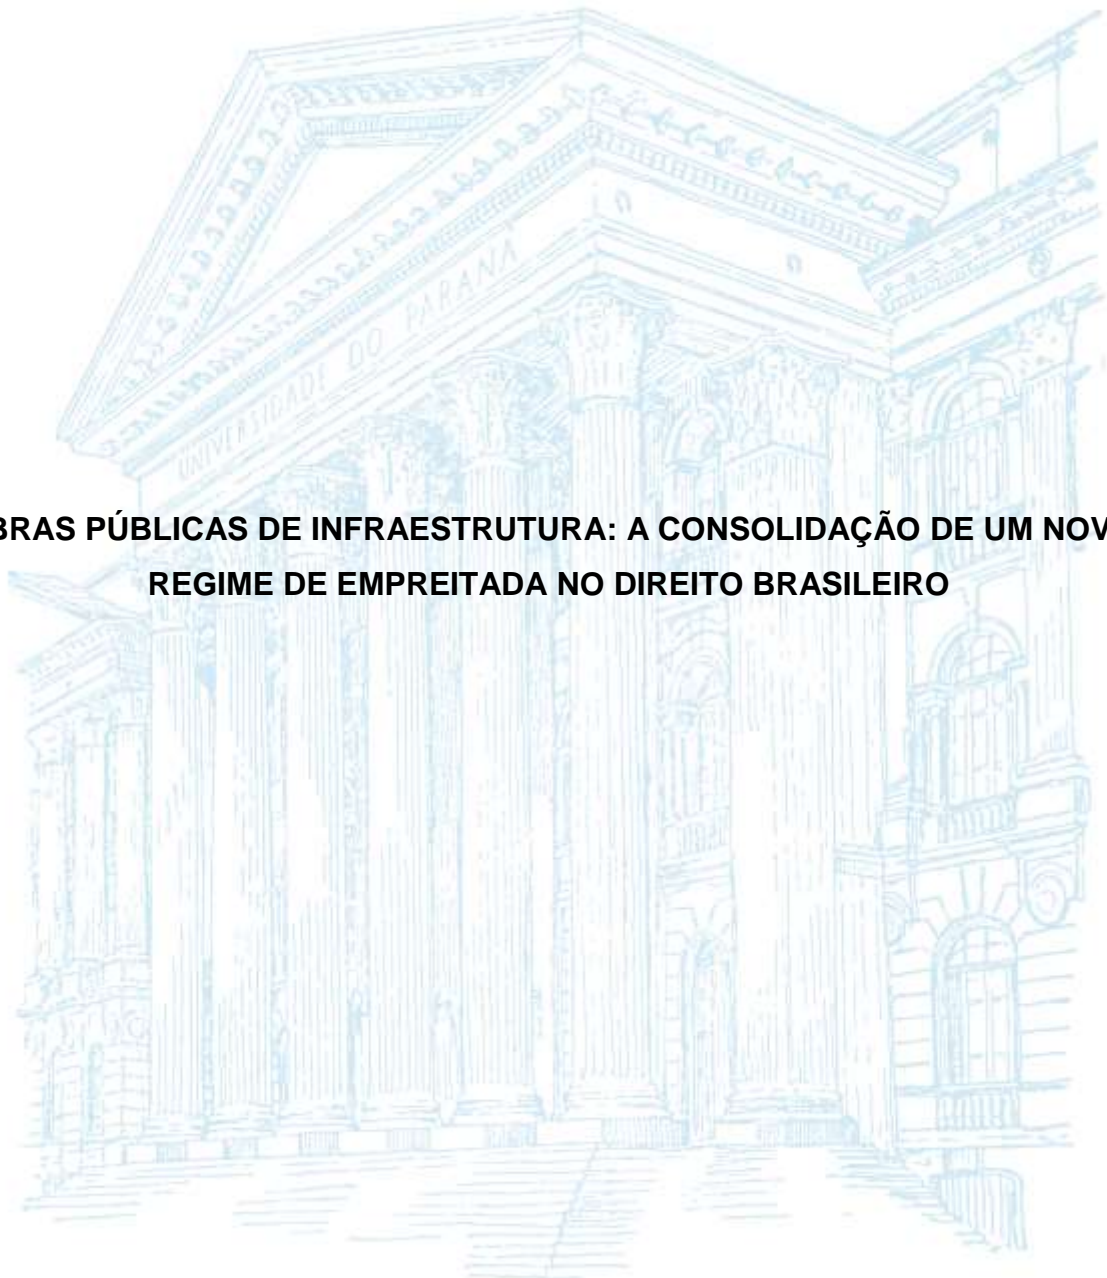 UNIVERSIDADE DO PARANÁ
BRAS PÚBLICAS DE INFRAESTRUTURA: A CONSOLIDAÇÃO DE UM NOV
REGIME DE EMPREITADA NO DIREITO BRASILEIRO